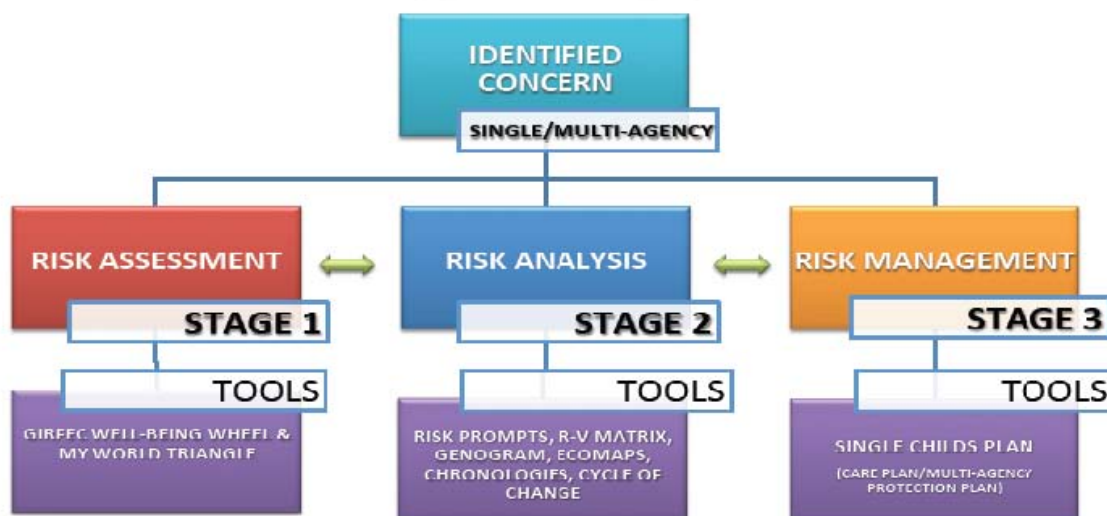 IDENTIFIED
CONCERN
SINGLE/MULTI-AGENCY
RISK ASSESSMENT
STAGE 1
TOOLS
GIRFEC WELL-BEING WHEEL &
MY WORLD TRIANGLE
RISK ANALYSIS
STAGE 2
TOOLS
RISK PROMPTS, R-V MATRIX,
GENOGRAM, ECOMAPS,
CHRONOLOGIES, CYCLE OF
CHANGE
RISK MANAGEMENT
STAGE 3
TOOLS
SINGLE CHILDS PLAN
(CARE PLAN/MULTI-AGENCY
PROTECTION PLAN)